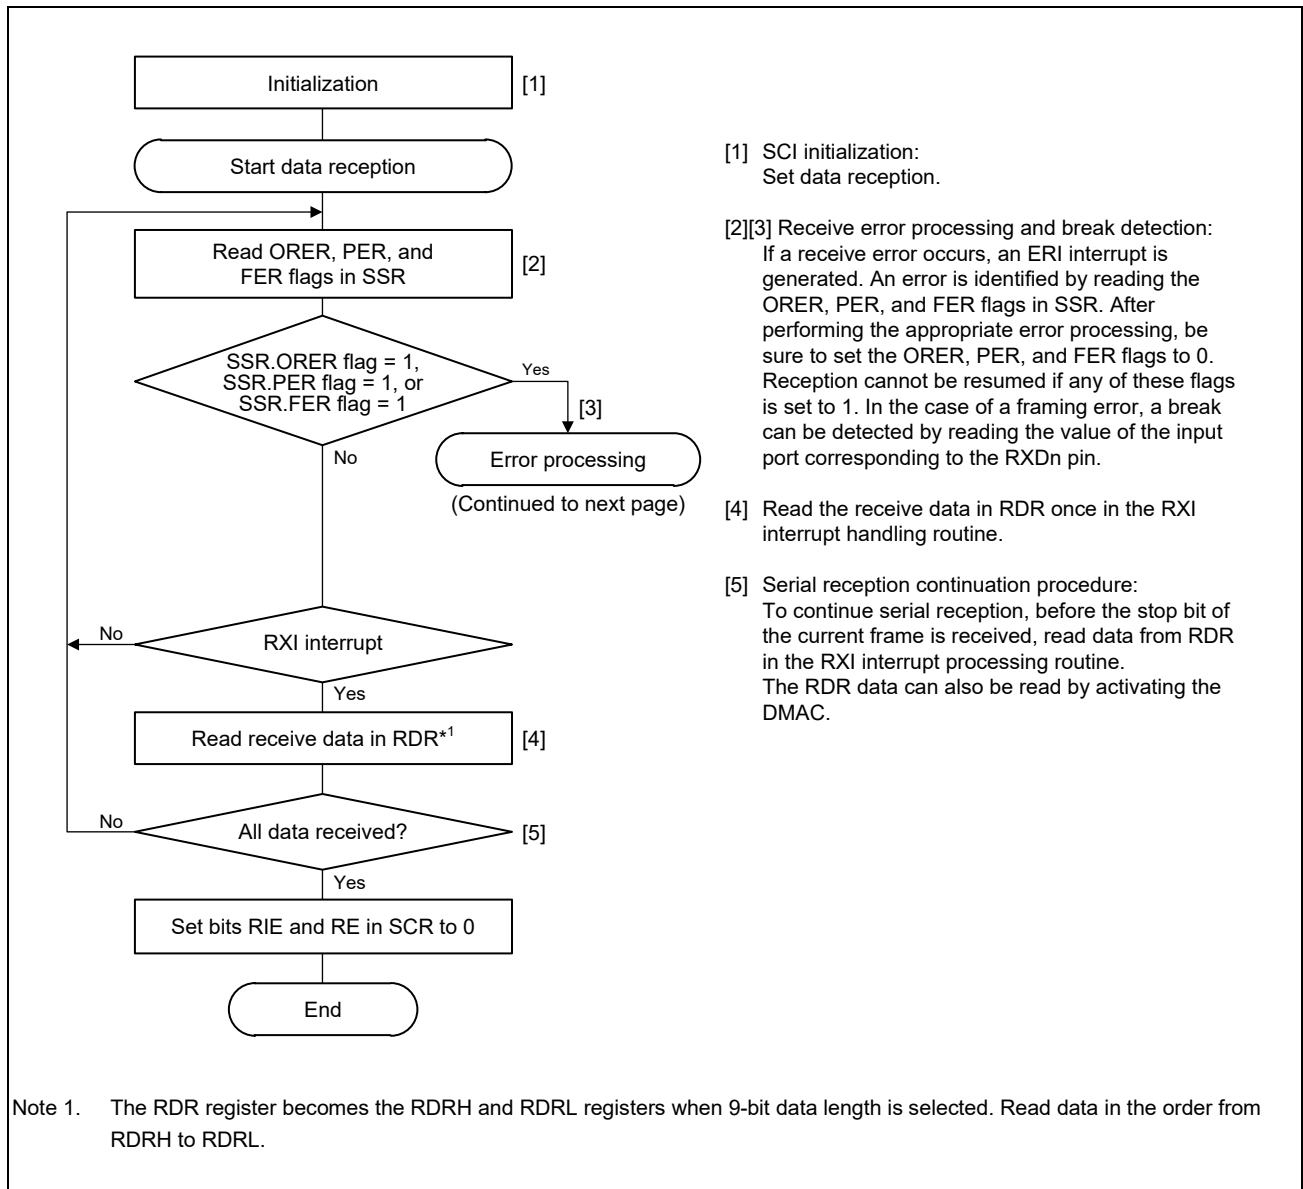 Initialization
[1]
Start data reception
Read ORER, PER, and
FER flags in SSR
[2]
SSR.ORER flag = 1,
SSR.PER flag = 1, or
SSR.FER flag = 1
Yes
[3]
No
Error processing
(Continued to next page)
RXI interrupt
No
Yes
Read receive data in RDR*1
[4]
All data received?
No
[5]
Yes
Set bits RIE and RE in SCR to 0
End
[1] SCI initialization:
Set data reception.
[2][3] Receive error processing and break detection:
If a receive error occurs, an ERI interrupt is
generated. An error is identified by reading the
ORER, PER, and FER flags in SSR. After
performing the appropriate error processing, be
sure to set the ORER, PER, and FER flags to 0.
Reception cannot be resumed if any of these flags
is set to 1. In the case of a framing error, a break
can be detected by reading the value of the input
port corresponding to the RXDn pin.
[4] Read the receive data in RDR once in the RXI
interrupt handling routine.
[5] Serial reception continuation procedure:
To continue serial reception, before the stop bit of
the current frame is received, read data from RDR
in the RXI interrupt processing routine.
The RDR data can also be read by activating the
DMAC.
Note 1. The RDR register becomes the RDRH and RDRL registers when 9-bit data length is selected. Read data in the order from
RDRH to RDRL.